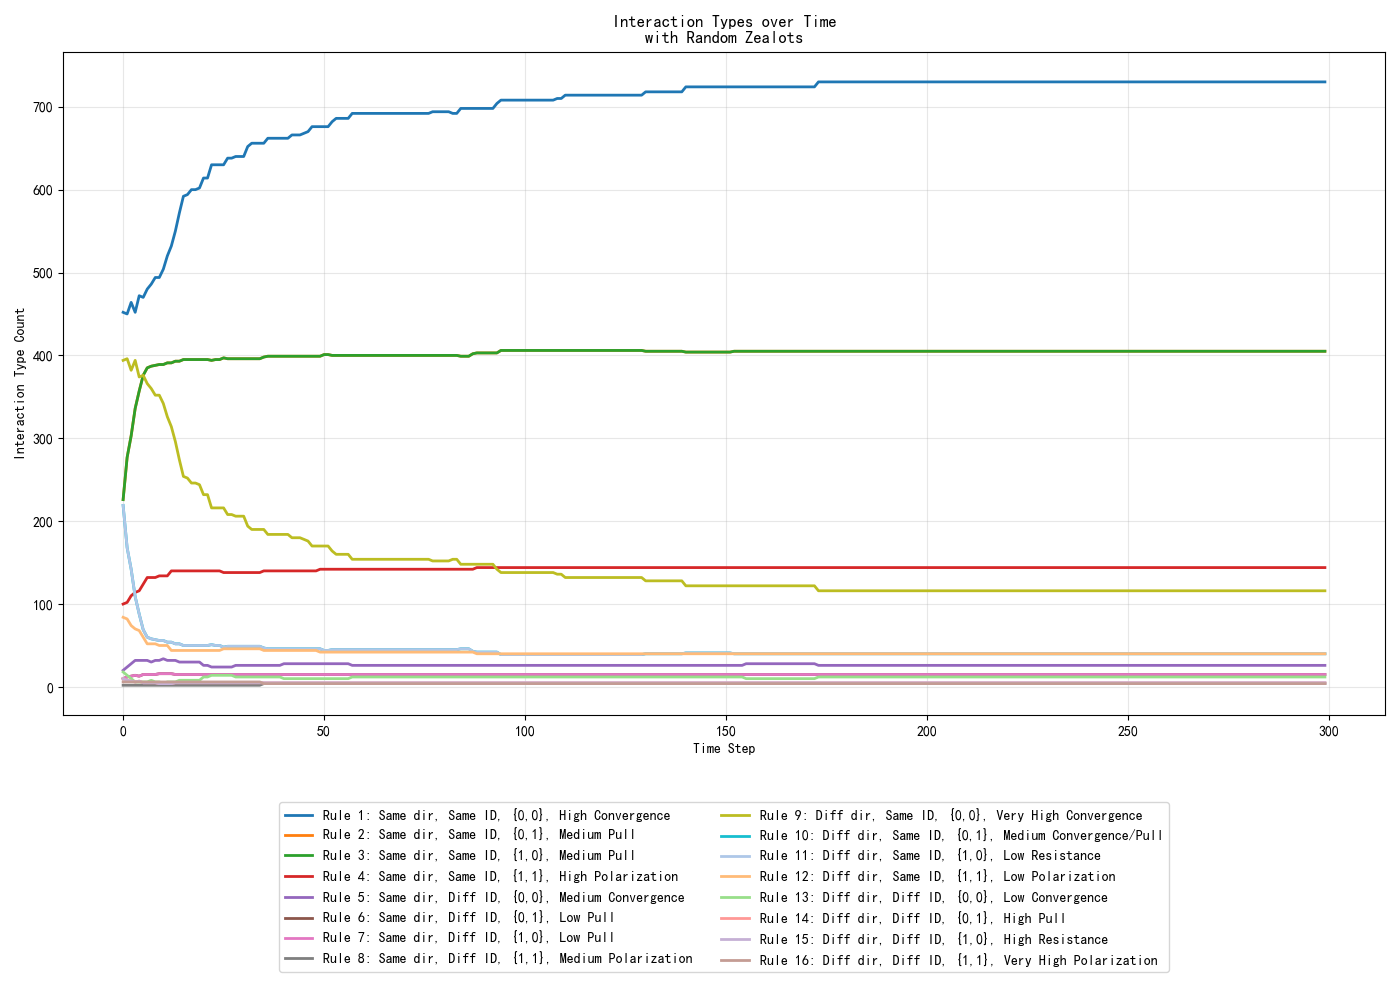 Interaction Types over Time
with Random Zealots
Interaction Type Count
700
600
500
400
300
200
100
0
0
50
100
150
200
250
300
Time Step
Rule 1: Same dir, Same ID, {0,0}, High Convergence
Rule 2: Same dir, Same ID, {0,1}, Medium Pull
Rule 3: Same dir, Same ID, {1,0}, Medium Pull
Rule 4: Same dir, Same ID, {1,1}, High Polarization
Rule 5: Same dir, Diff ID, {0,0}, Medium Convergence
Rule 6: Same dir, Diff ID, {0,1}, Low Pull
Rule 7: Same dir, Diff ID, {1,0}, Low Pull
Rule 8: Same dir, Diff ID, {1,1}, Medium Polarization
Rule 9: Diff dir, Same ID, {0,0}, Very High Convergence
Rule 10: Diff dir, Same ID, {0,1}, Medium Convergence/Pull
Rule 11: Diff dir, Same ID, {1,0}, Low Resistance
Rule 12: Diff dir, Same ID, {1,1}, Low Polarization
Rule 13: Diff dir, Diff ID, {0,0}, Low Convergence
Rule 14: Diff dir, Diff ID, {0,1}, High Pull
Rule 15: Diff dir, Diff ID, {1,0}, High Resistance
Rule 16: Diff dir, Diff ID, {1,1}, Very High Polarization